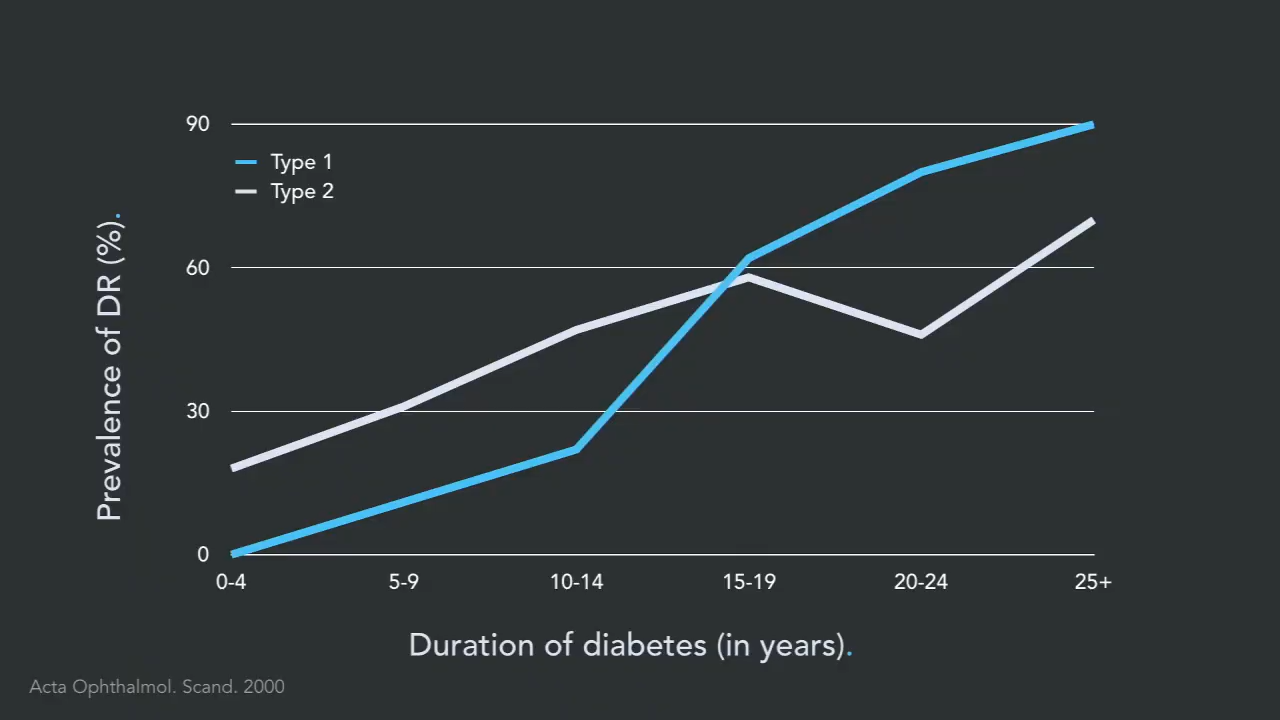 90
Type 1
Type 2
Prevalence of DR (%).
60
30
0
0-4 5-9 10-14 15-19 20-24 25+
Duration of diabetes (in years).
Acta Ophthalmol. Scand. 2000